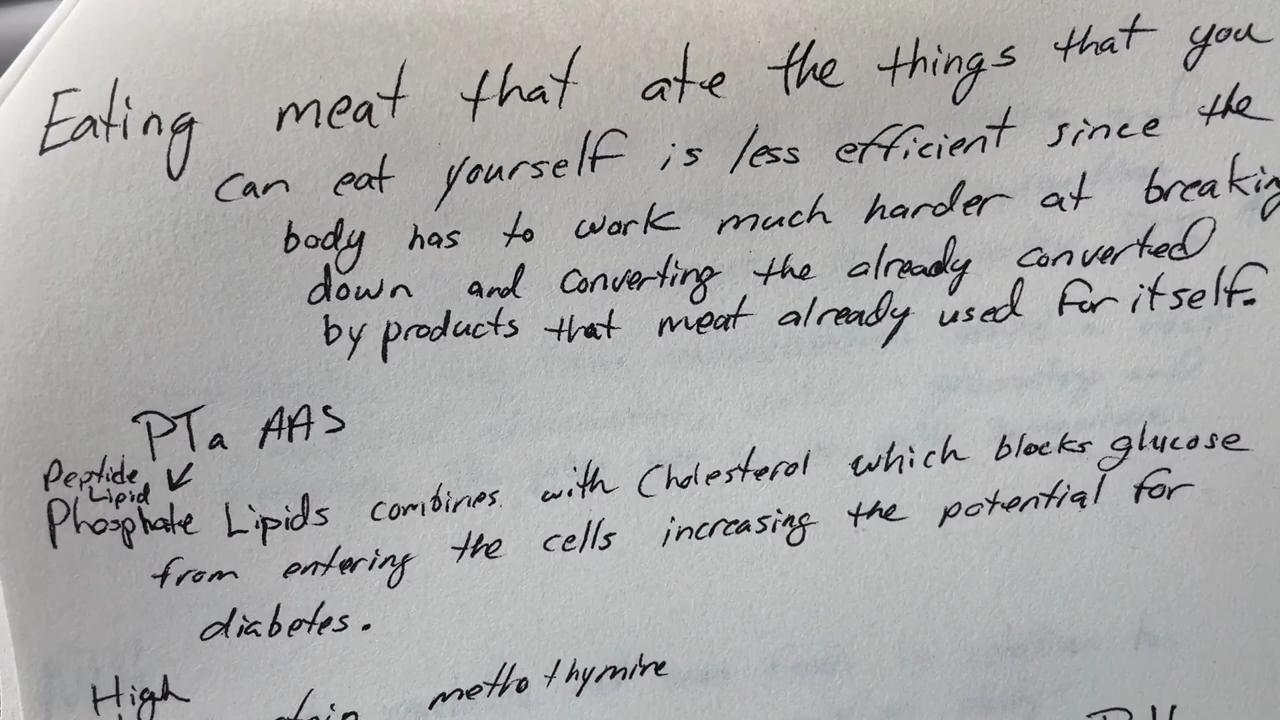 Eating meat that ate the things that you
can eat yourself is less efficient since the
body has to work much harder at breakin
down and converting the already converted
by products that meat already used for itself.
PTa AAS
Peptide
Lipid
Phosphate Lipids combines with Cholesterol which blocks glucose
from entering the cells increasing the potential for
diabetes.
High metho thymine